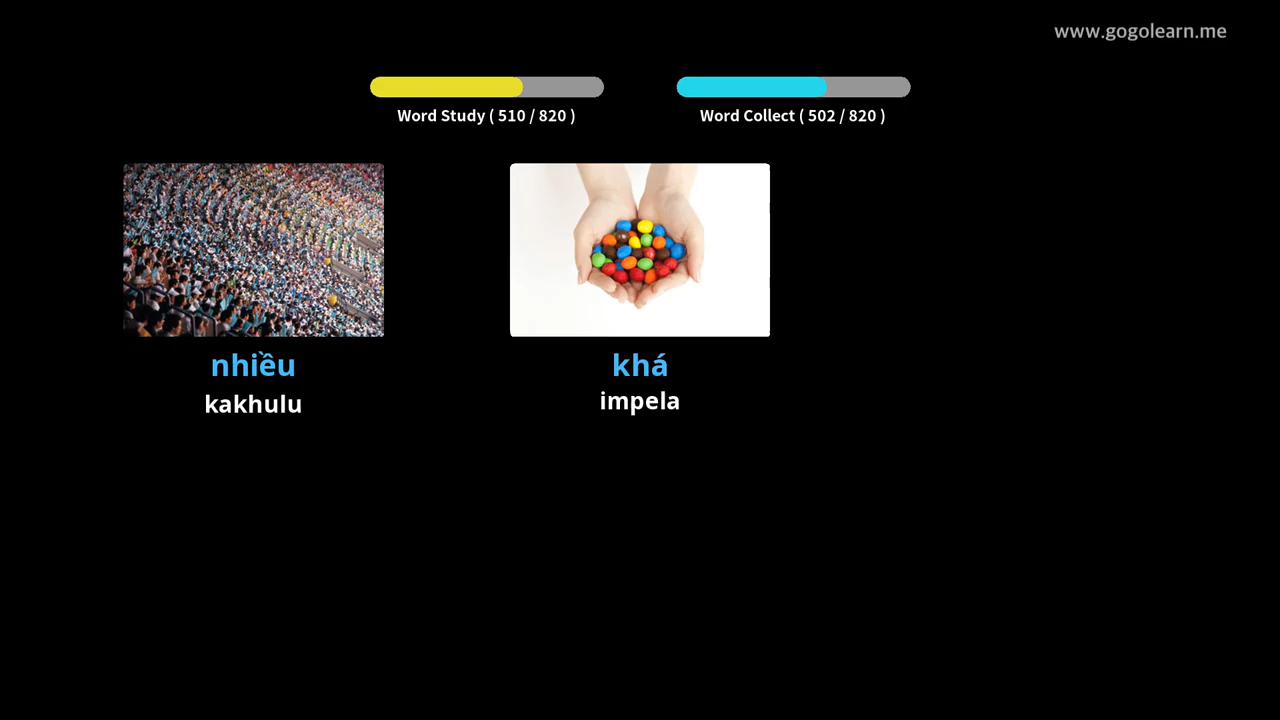 www.gogolearn.me
Word Study ( 510 / 820 )
Word Collect ( 502 / 820 )
nhiều
kakhulu
khá
impela